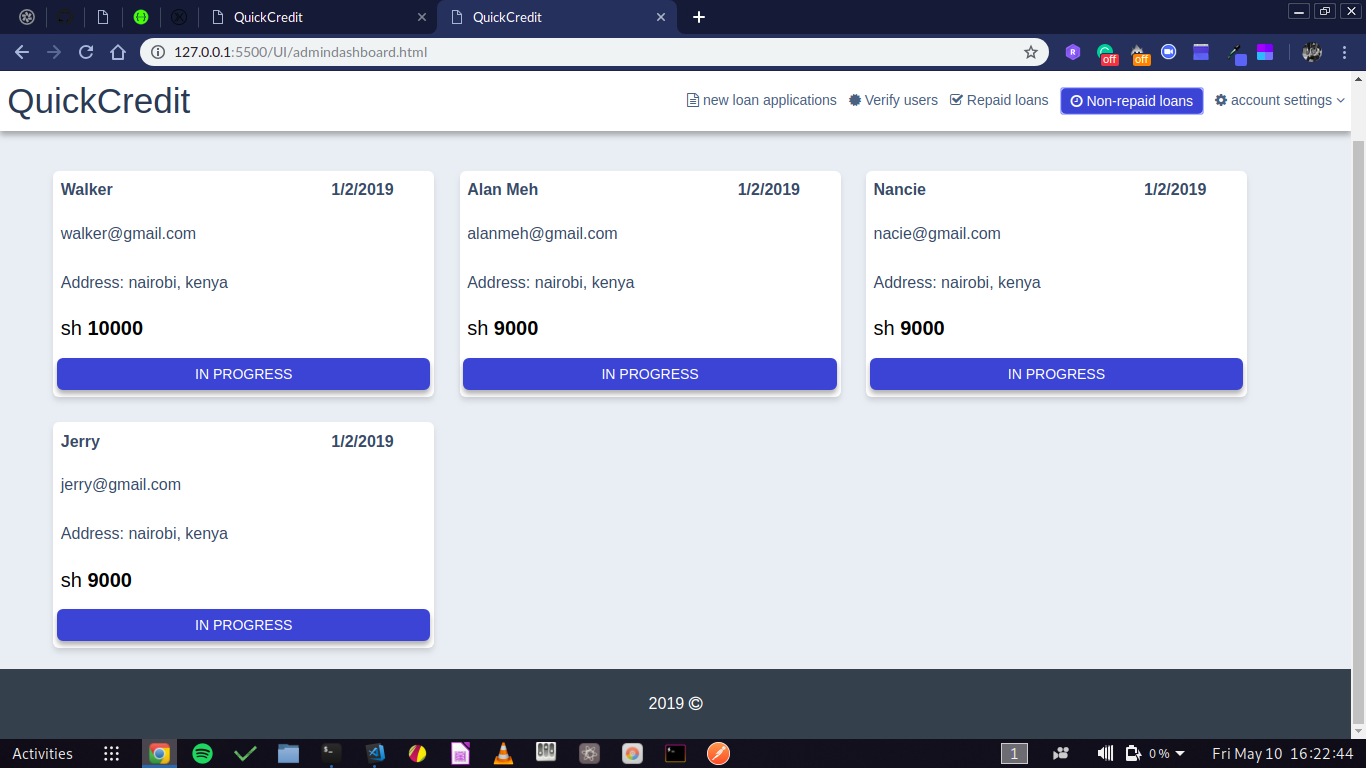 QuickCredit
QuickCredit
127.0.0.1:5500/UI/admindashboard.html
off
off
QuickCredit
new loan applications
Verify users
Repaid loans
Non-repaid loans
account settings
Walker 1/2/2019
walker@gmail.com
Address: nairobi, kenya
sh 10000
IN PROGRESS
Alan Meh 1/2/2019
alanmeh@gmail.com
Address: nairobi, kenya
sh 9000
IN PROGRESS
Nancie 1/2/2019
nacie@gmail.com
Address: nairobi, kenya
sh 9000
IN PROGRESS
Jerry 1/2/2019
jerry@gmail.com
Address: nairobi, kenya
sh 9000
IN PROGRESS
2019 ©
Activities
1
0 %
Fri May 10 16:22:44